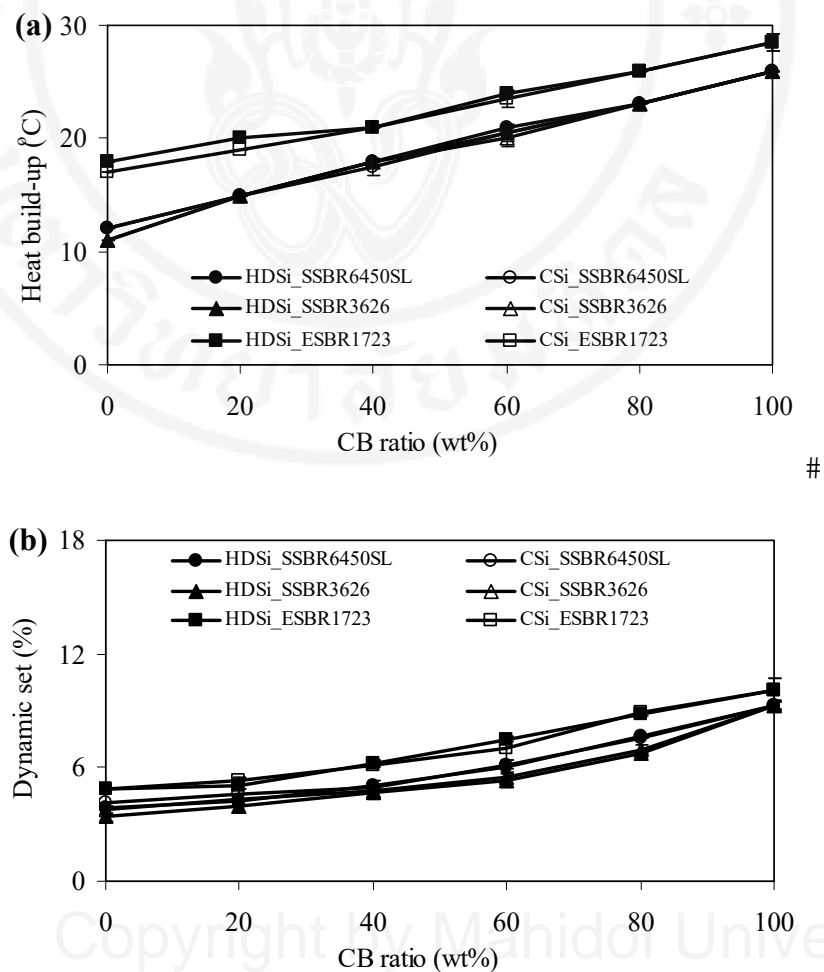 (a)
30
20
10
0
Heat build-up (°C)
HDSi_SSBR6450SL
CSi_SSBR6450SL
HDSi_SSBR3626
CSi_SSBR3626
HDSi_ESBR1723
CSi_ESBR1723
0 20 40 60 80 100
CB ratio (wt%)
#
(b)
18
12
6
0
Dynamic set (%)
HDSi_SSBR6450SL
CSi_SSBR6450SL
HDSi_SSBR3626
CSi_SSBR3626
HDSi_ESBR1723
CSi_ESBR1723
0 20 40 60 80 100
CB ratio (wt%)
Copyright by Mahidol Unive